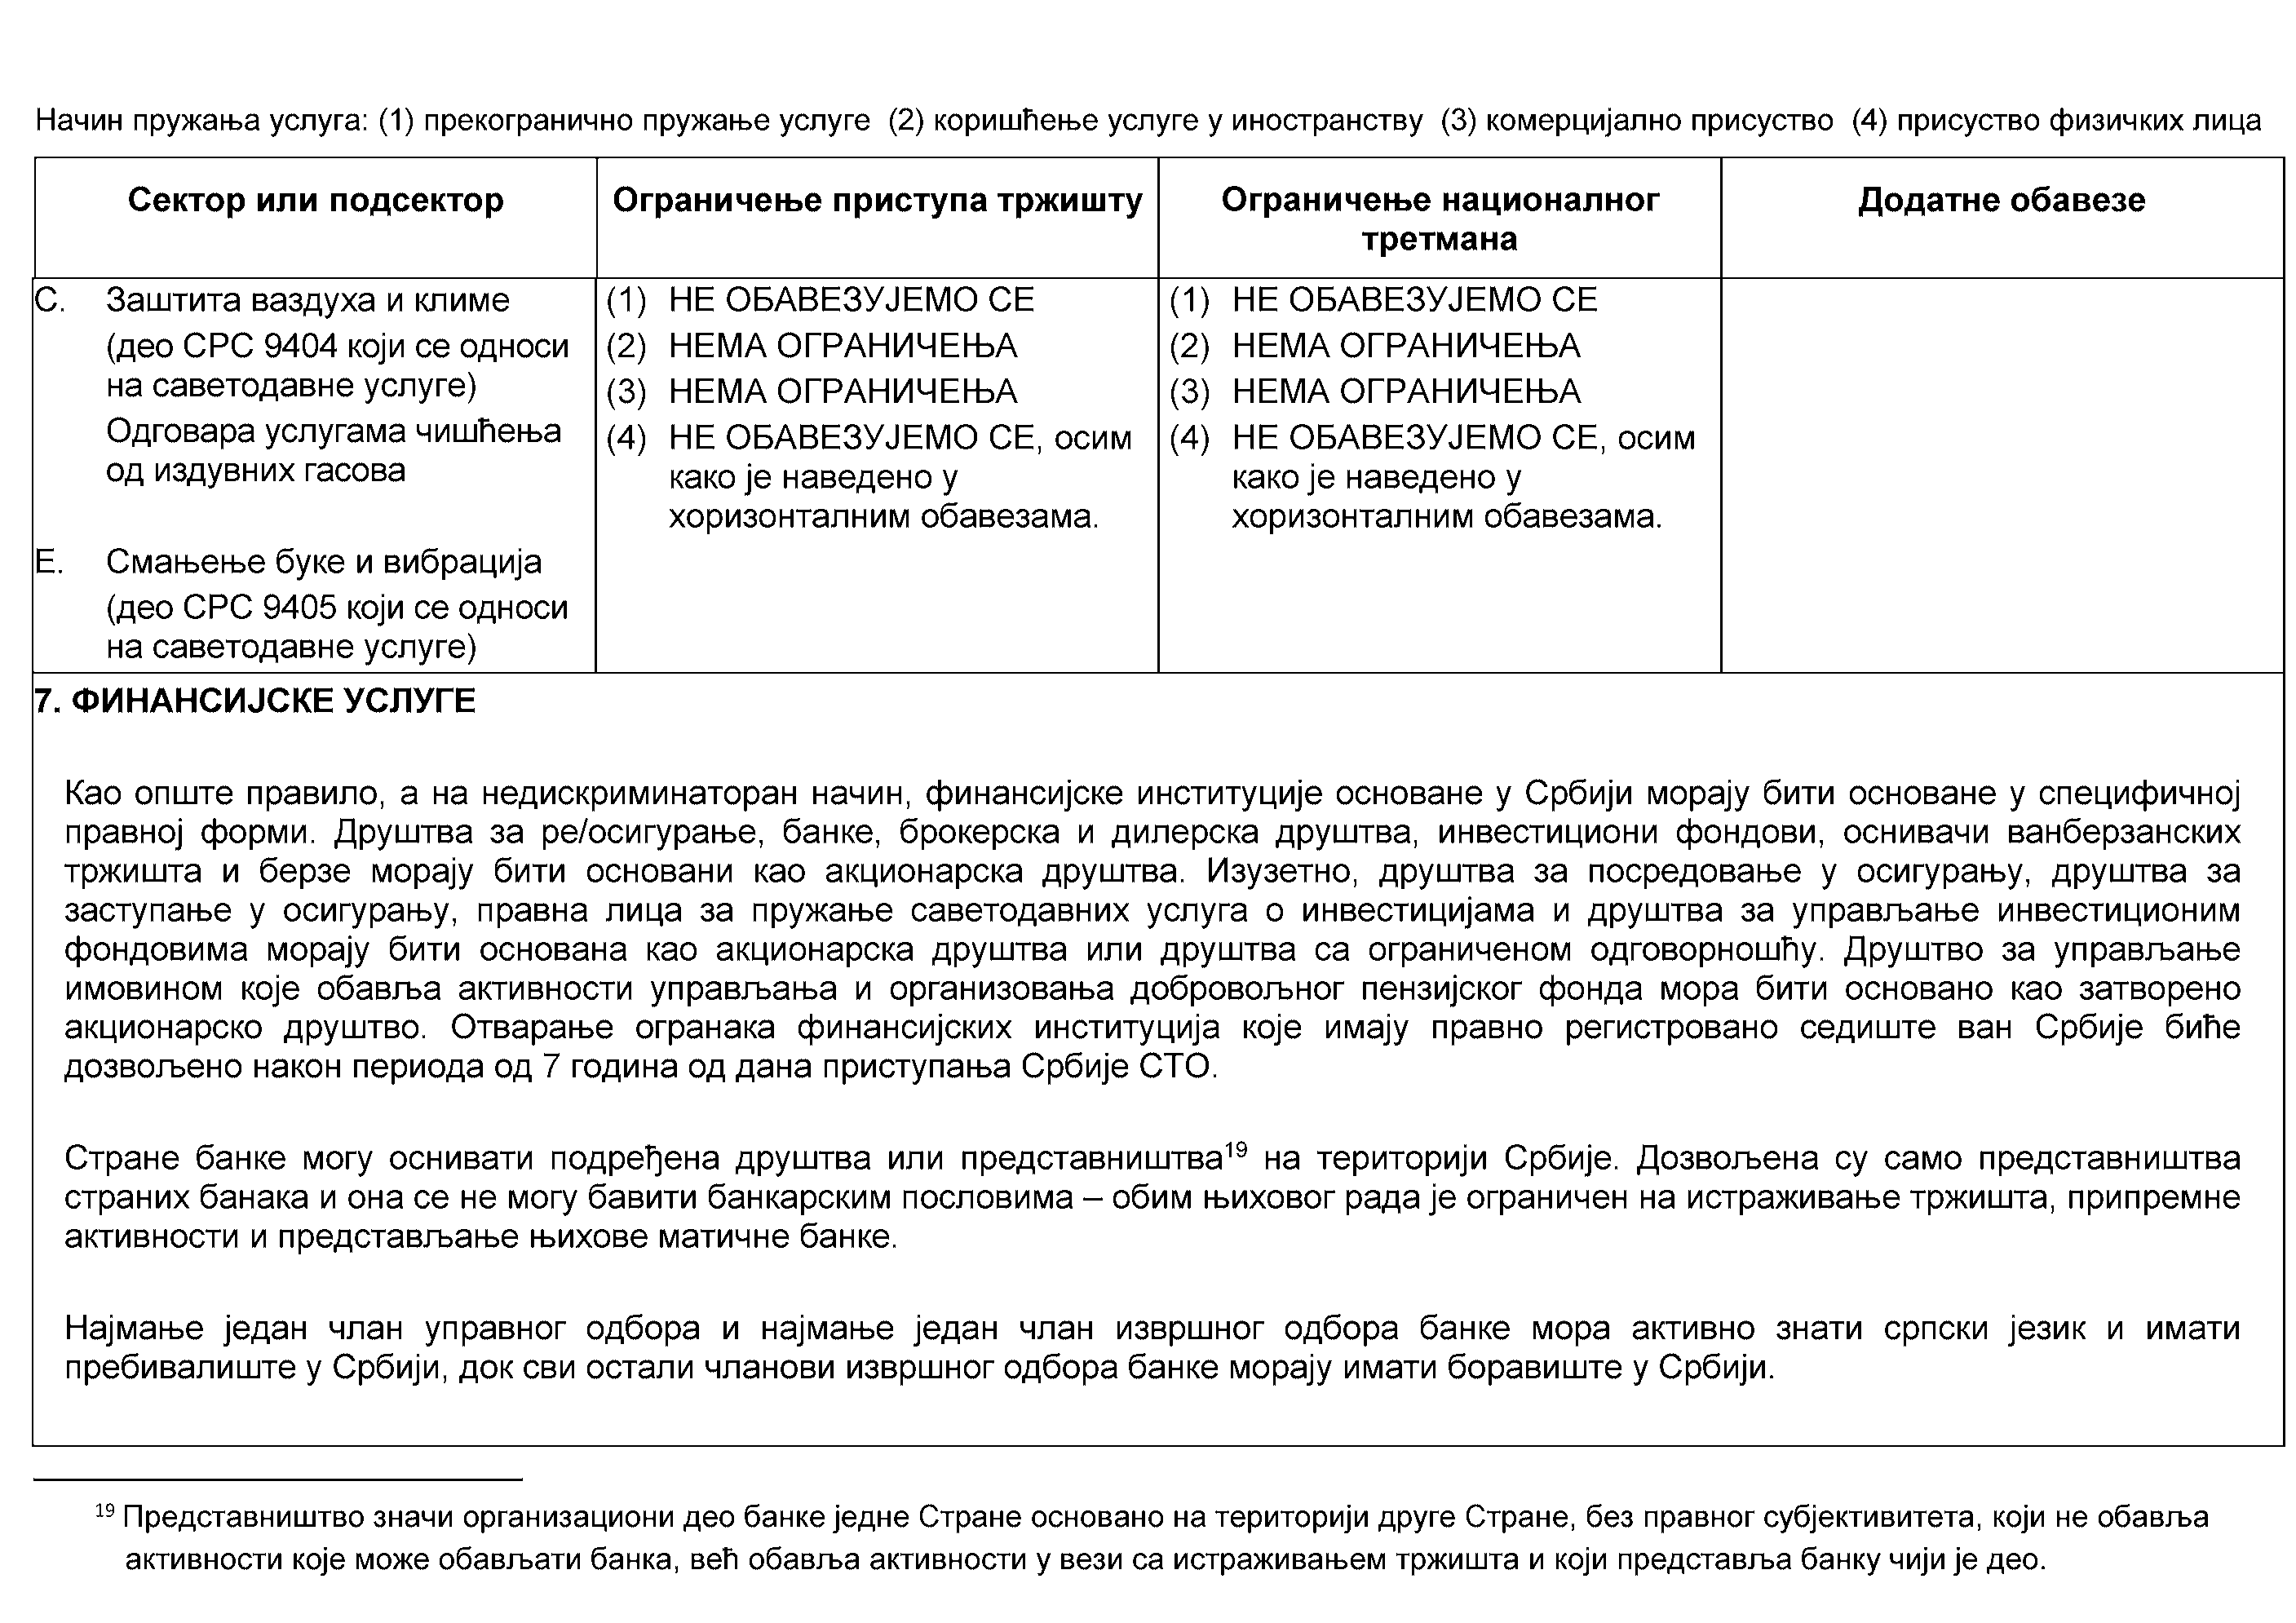 Начин пружања услуга: (1) прекогранично пружање услуге (2) коришћење услуге у иностранству (3) комерцијално присуство (4) присуство физичких лица
Сектор или подсектор
Ограничење приступа тржишту
Ограничење националног
третмана
Додатне обавезе
C. Заштита ваздуха и климе
(део CPC 9404 који се односи
на саветодавне услуге)
Одговара услугама чишћења
од издувних гасова
E. Смањење буке и вибрација
(део CPC 9405 који се односи
на саветодавне услуге)
(1) НЕ ОБАВЕЗУЈЕМО СЕ
(2) НЕМА ОГРАНИЧЕЊА
(3) НЕМА ОГРАНИЧЕЊА
(4) НЕ ОБАВЕЗУЈЕМО СЕ, осим
како је наведено у
хоризонталним обавезама.
(1) НЕ ОБАВЕЗУЈЕМО СЕ
(2) НЕМА ОГРАНИЧЕЊА
(3) НЕМА ОГРАНИЧЕЊА
(4) НЕ ОБАВЕЗУЈЕМО СЕ, осим
како је наведено у
хоризонталним обавезама.
7. ФИНАНСИЈСКЕ УСЛУГЕ
Као опште правило, а на недискриминаторан начин, финансијске институције основане у Србији морају бити основане у специфичној
правној форми. Друштва за ре/осигурање, банке, брокерска и дилерска друштва, инвестициони фондови, оснивачи ванберзанских
тржишта и берзе морају бити основани као акционарска друштва. Изузетно, друштва за посредовање у осигурању, друштва за
заступање у осигурању, правна лица за пружање саветодавних услуга о инвестицијама и друштва за управљање инвестиционим
фондовима морају бити основана као акционарска друштва или друштва са ограниченом одговорношћу. Друштво за управљање
имовином које обавља активности управљања и организовања добровољног пензијског фонда мора бити основано као затворено
акционарско друштво. Отварање огранака финансијских институција које имају правно регистровано седиште ван Србије биће
дозвољено након периода од 7 година од дана приступања Србије СТО.
Стране банке могу оснивати подређена друштва или представништва¹⁹ на територији Србије. Дозвољена су само представништва
страних банака и она се не могу бавити банкарским пословима – обим њиховог рада је ограничен на истраживање тржишта, припремне
активности и представљање њихове матичне банке.
Најмање један члан управног одбора и најмање један члан извршног одбора банке мора активно знати српски језик и имати
пребивалиште у Србији, док сви остали чланови извршног одбора банке морају имати боравиште у Србији.
¹⁹ Представништво значи организациони део банке једне Стране основано на територији друге Стране, без правног субјективитета, који не обавља
активности које може обављати банка, већ обавља активности у вези са истраживањем тржишта и који представља банку чији је део.